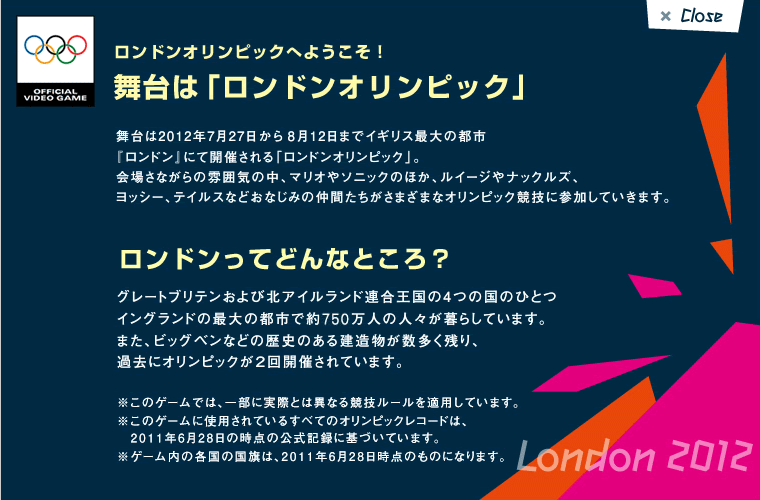 × Close
OFFICIAL
VIDEO GAME
ロンドンオリンピックへようこそ！
舞台は「ロンドンオリンピック」
舞台は2012年7月27日から8月12日までイギリス最大の都市
『ロンドン』にて開催される「ロンドンオリンピック」。
会場さながらの雰囲気の中、マリオやソニックのほか、ルイージやナックルズ、
ヨッシー、テイルスなどおなじみの仲間たちがさまざまなオリンピック競技に参加していきます。
ロンドンってどんなところ？
グレートブリテンおよび北アイルランド連合王国の4つの国のひとつ
イングランドの最大の都市で約750万人の人々が暮らしています。
また、ビッグベンなどの歴史のある建造物が数多く残り、
過去にオリンピックが2回開催されています。
※このゲームでは、一部に実際とは異なる競技ルールを適用しています。
※このゲームに使用されているすべてのオリンピックレコードは、
2011年6月28日の時点の公式記録に基づいています。
※ゲーム内の各国の国旗は、2011年6月28日時点のものになります。
London 2012